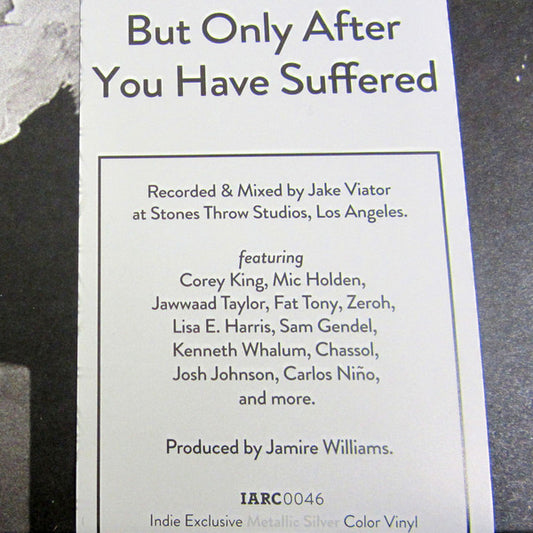 But Only After
You Have Suffered
Recorded & Mixed by Jake Viator
at Stones Throw Studios, Los Angeles.
featuring
Corey King, Mic Holden,
Jawwaad Taylor, Fat Tony, Zeroh,
Lisa E. Harris, Sam Gendel,
Kenneth Whalum, Chassol,
Josh Johnson, Carlos Niño,
and more.
Produced by Jamire Williams.
IARC0046
Indie Exclusive Metallic Silver Color Vinyl